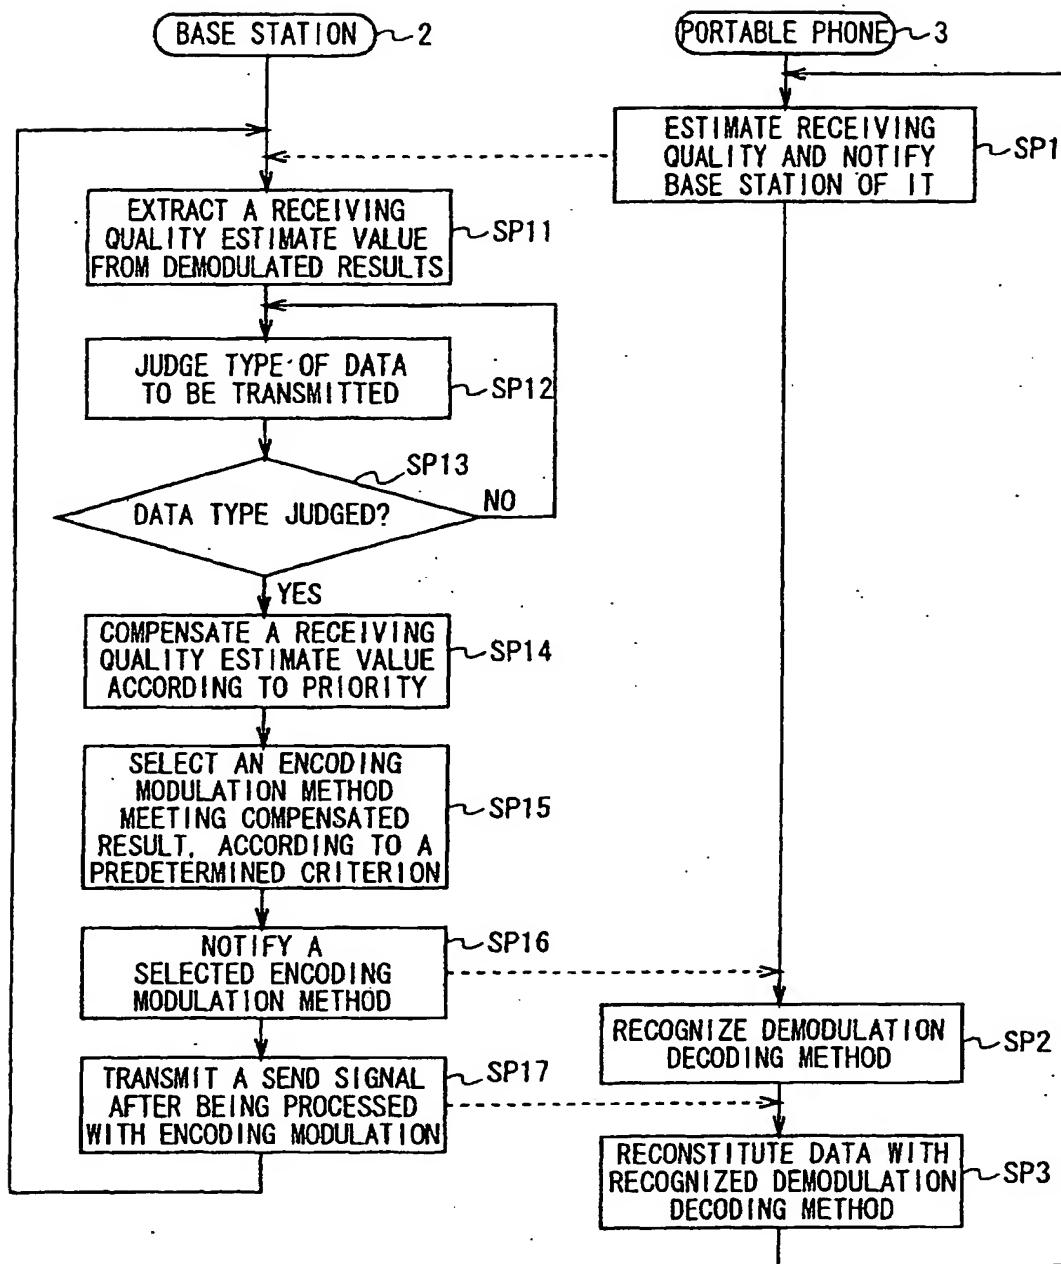 BASE STATION 2
PORTABLE PHONE 3
ESTIMATE RECEIVING
QUALITY AND NOTIFY
BASE STATION OF IT
SP1
EXTRACT A RECEIVING
QUALITY ESTIMATE VALUE
FROM DEMODULATED RESULTS
SP11
JUDGE TYPE OF DATA
TO BE TRANSMITTED
SP12
SP13
DATA TYPE JUDGED?
NO
YES
COMPENSATE A RECEIVING
QUALITY ESTIMATE VALUE
ACCORDING TO PRIORITY
SP14
SELECT AN ENCODING
MODULATION METHOD
MEETING COMPENSATED
RESULT, ACCORDING TO A
PREDETERMINED CRITERION
SP15
NOTIFY A
SELECTED ENCODING
MODULATION METHOD
SP16
RECOGNIZE DEMODULATION
DECODING METHOD
SP2
TRANSMIT A SEND SIGNAL
AFTER BEING PROCESSED
WITH ENCODING MODULATION
SP17
RECONSTITUTE DATA WITH
RECOGNIZED DEMODULATION
DECODING METHOD
SP3